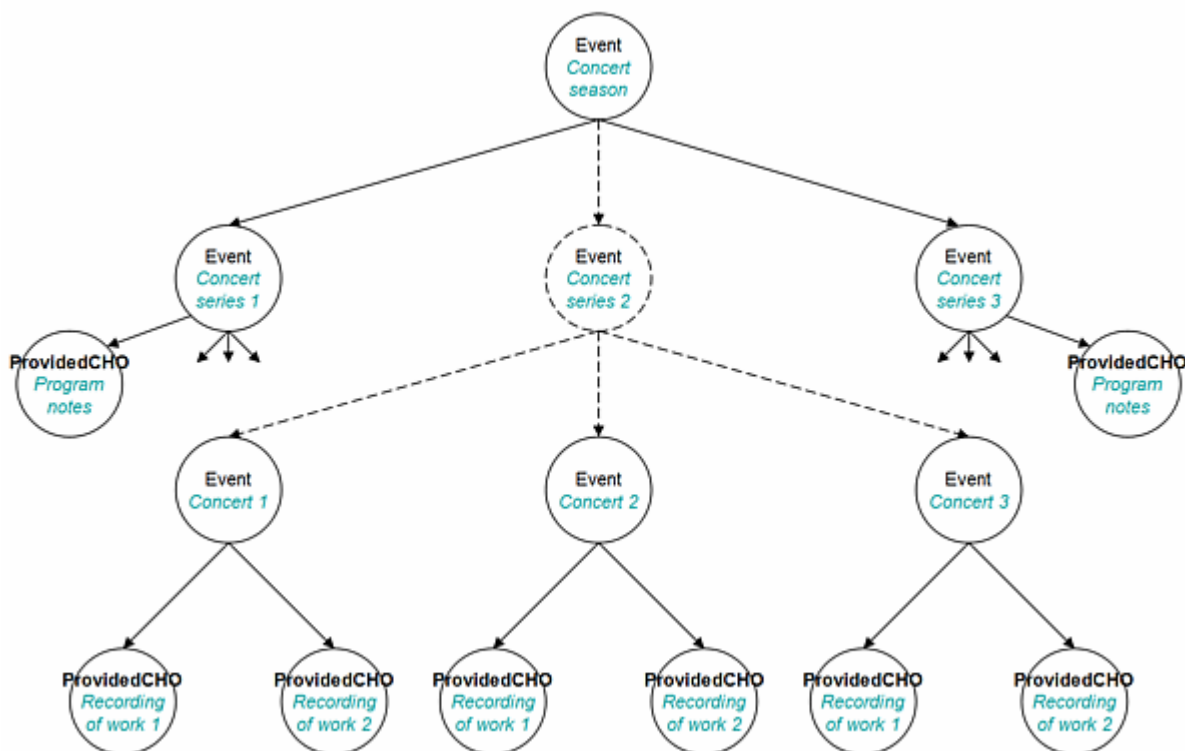 Event
Concert
season
Event
Concert
series 1
Event
Concert
series 2
Event
Concert
series 3
ProvidedCHO
Program
notes
ProvidedCHO
Program
notes
Event
Concert 1
Event
Concert 2
Event
Concert 3
ProvidedCHO
Recording
of work 1
ProvidedCHO
Recording
of work 2
ProvidedCHO
Recording
of work 1
ProvidedCHO
Recording
of work 2
ProvidedCHO
Recording
of work 1
ProvidedCHO
Recording
of work 2